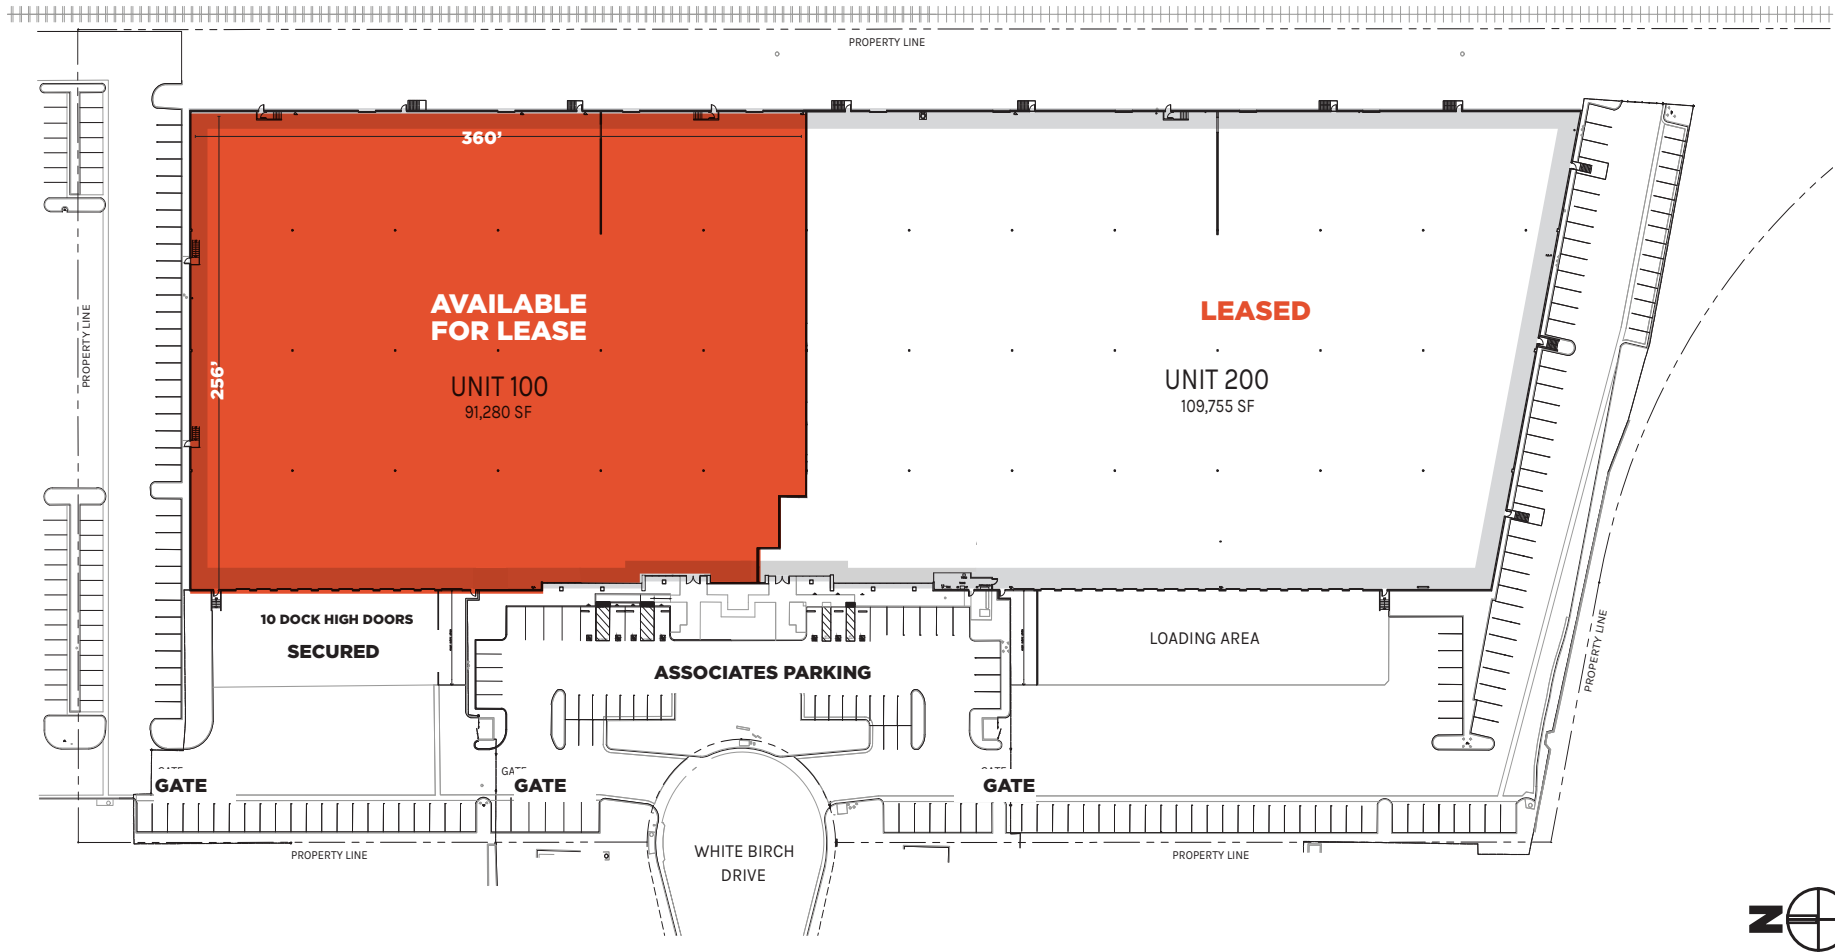 PROPERTY LINE
360’
PROPERTY LINE
256’
AVAILABLE
FOR LEASE
UNIT 100
91,280 SF
LEASED
UNIT 200
109,755 SF
10 DOCK HIGH DOORS
SECURED
ASSOCIATES PARKING
LOADING AREA
PROPERTY LINE
GATE
GATE
GATE
PROPERTY LINE
WHITE BIRCH
DRIVE
PROPERTY LINE
N